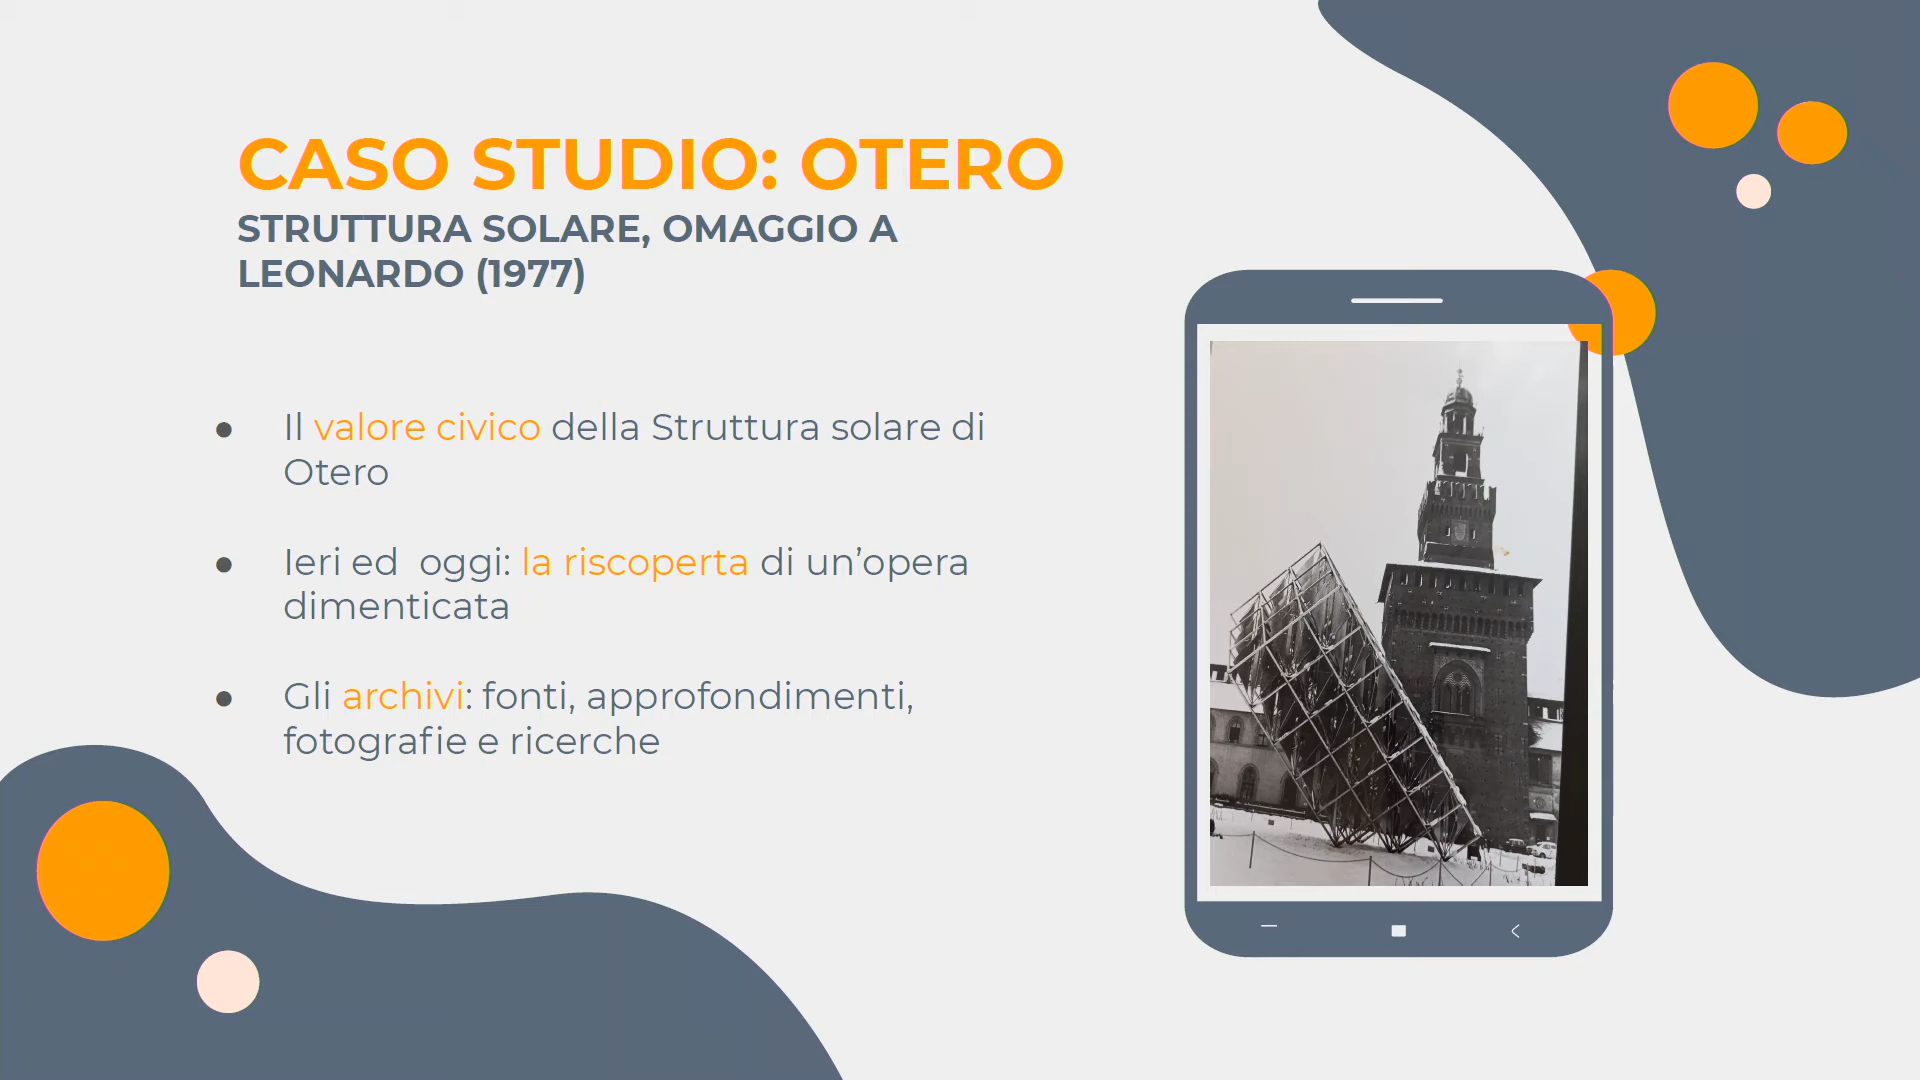 CASO STUDIO: OTERO
STRUTTURA SOLARE, OMAGGIO A
LEONARDO (1977)
● Il valore civico della Struttura solare di
Otero
● Ieri ed  oggi: la riscoperta di un’opera
dimenticata
● Gli archivi: fonti, approfondimenti,
fotografie e ricerche